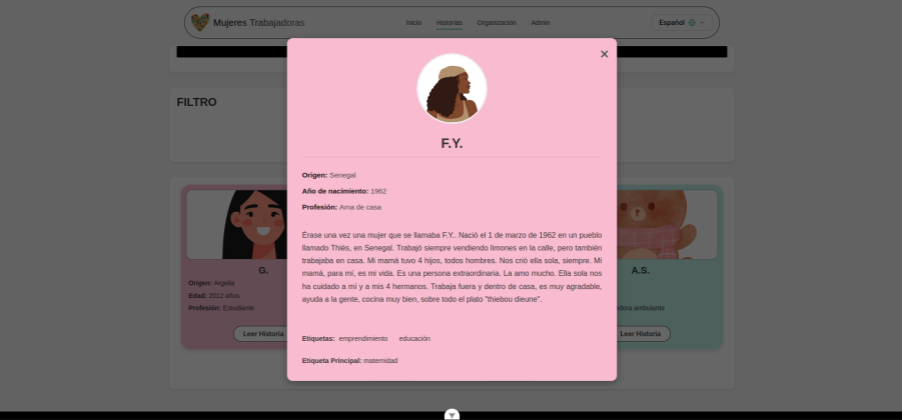 Mujeres Trabajadoras
Inicio Historias Organización Admin
Español
FILTRO
F.Y.
Origen: Senegal
Año de nacimiento: 1962
Profesión: Ama de casa
Érase una vez una mujer que se llamaba F.Y.. Nació el 1 de marzo de 1962 en un pueblo
llamado Thiès, en Senegal. Trabajó siempre vendiendo limones en la calle, pero también
trabajaba en casa. Mi mamá tuvo 4 hijos, todos hombres. Nos crió ella sola, siempre. Mi
mamá, para mí, es mi vida. Es una persona extraordinaria. La amo mucho. Ella sola nos
ha cuidado a mí y a mis 4 hermanos. Trabaja fuera y dentro de casa, es muy agradable,
ayuda a la gente, cocina muy bien, sobre todo el plato "thiebou dieune".
Etiquetas: emprendimiento educación
Etiqueta Principal: maternidad
G.
Origen: Argelia
Edad: 2012 años
Profesión: Estudiante
Leer Historia
A.S.
dora ambulante
Leer Historia